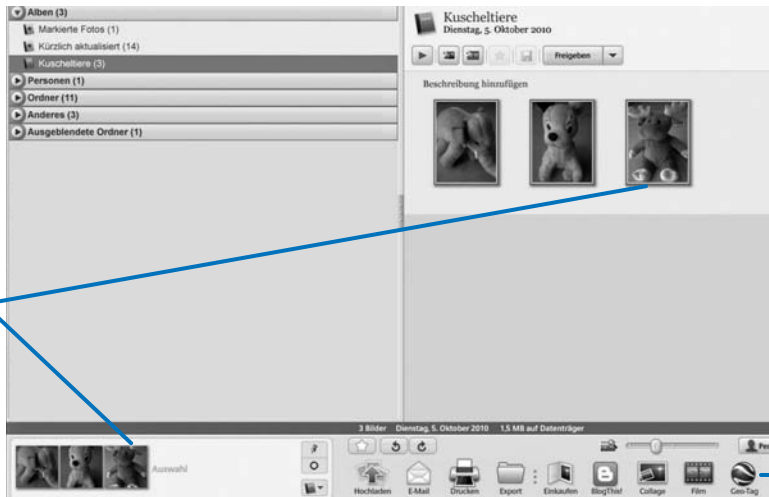 Alben (3)
Markierte Fotos (1)
Kürzlich aktualisiert (14)
Kuscheltiere (3)
Personen (1)
Ordner (11)
Anderes (3)
Ausgeblendete Ordner (1)
Kuscheltiere
Dienstag, 5. Oktober 2010
Freigeben
Beschreibung hinzufügen
3 Bilder Dienstag, 5. Oktober 2010 1,5 MB auf Datenträger
Auswahl
Hochladen E-Mail Drucken Export Einkaufen BlogThis! Collage Film Geo-Tag